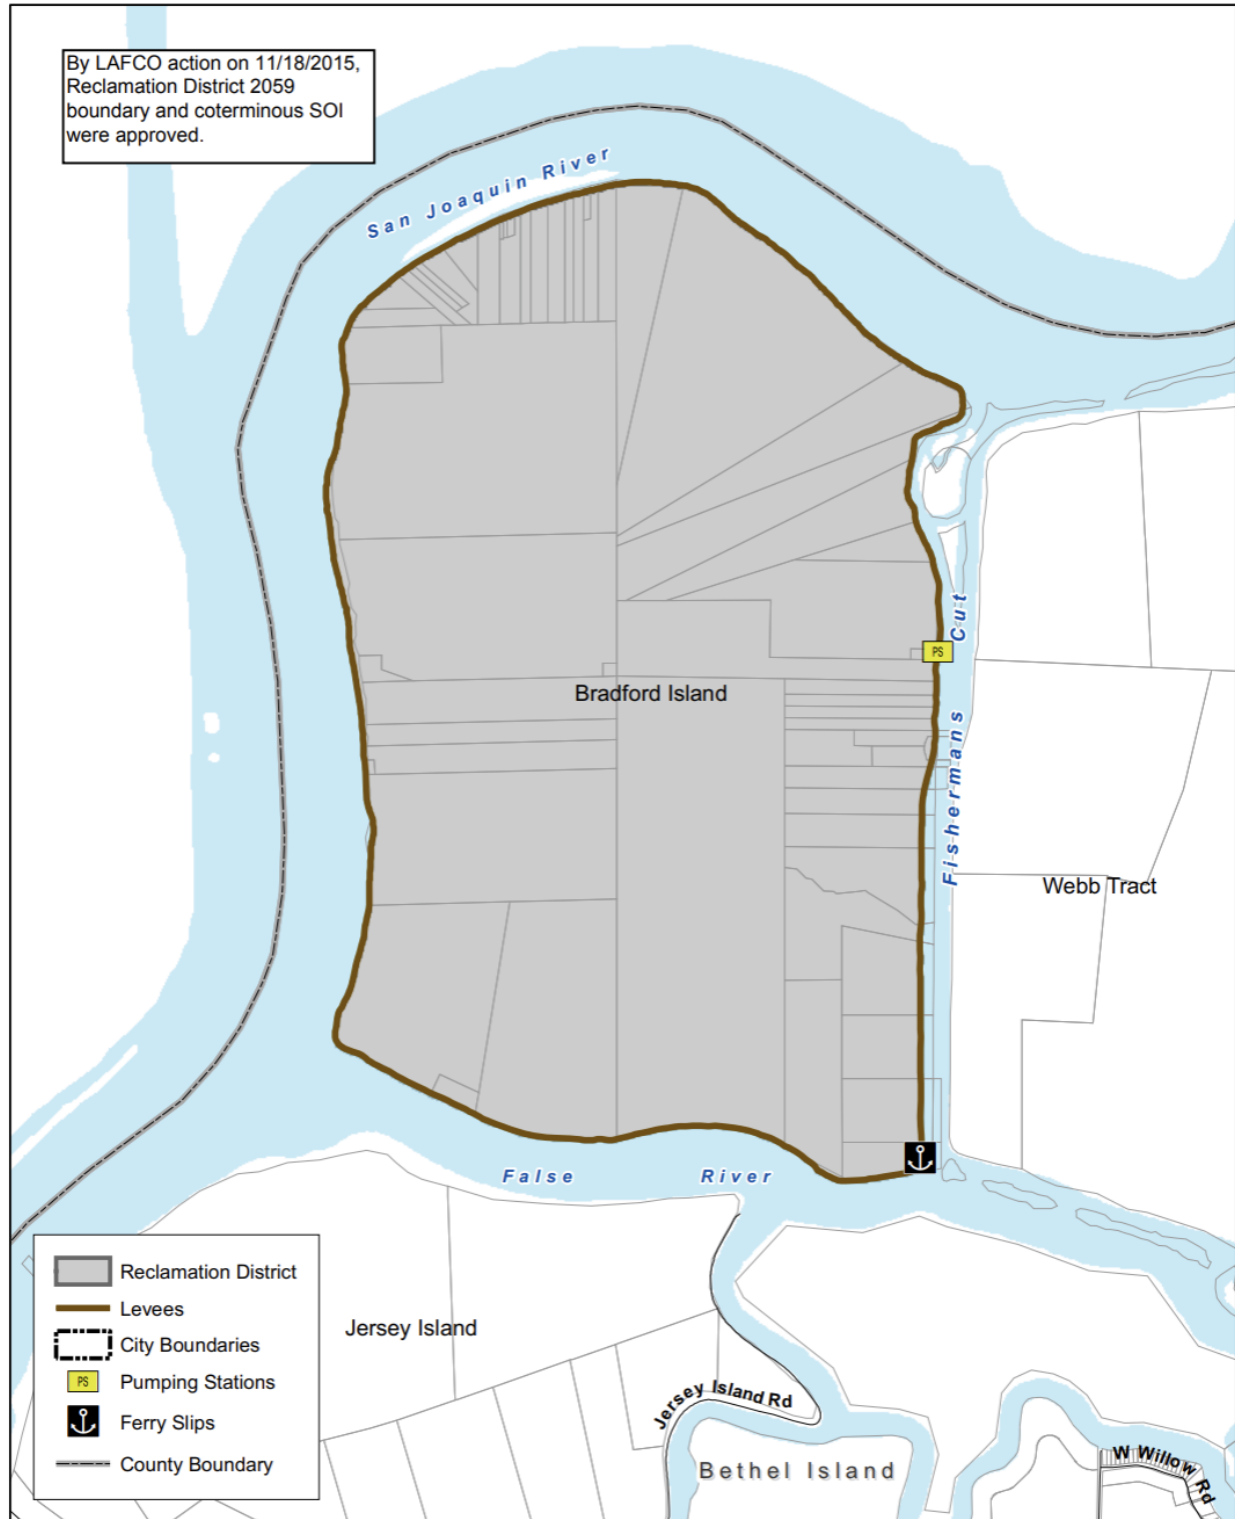 By LAFCO action on 11/18/2015,
Reclamation District 2059
boundary and coterminous SOI
were approved.
San Joaquin River
PS
Fishermans Cut
Bradford Island
Webb Tract
False River
Reclamation District
Levees
City Boundaries
PS Pumping Stations
Ferry Slips
County Boundary
Jersey Island
Jersey Island Rd
Bethel Island
W Willow Rd